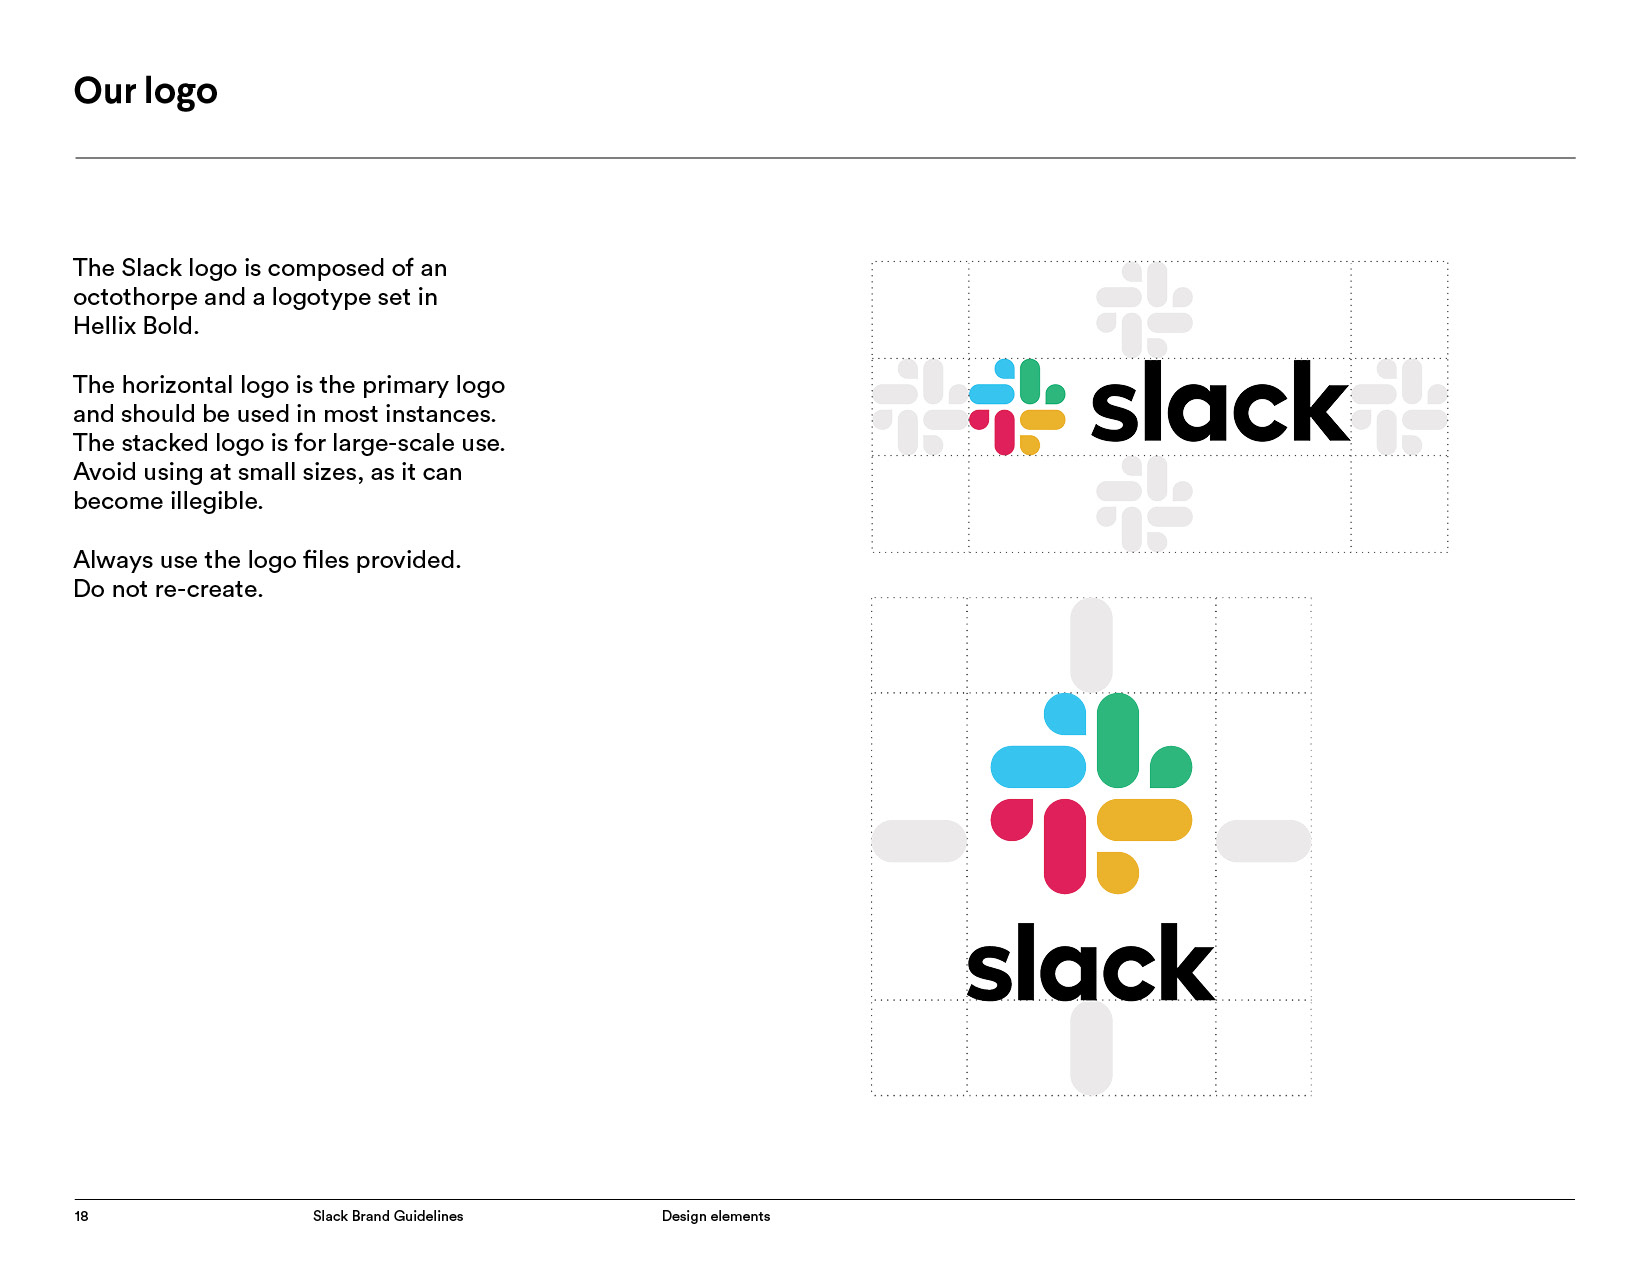 Our logo
The Slack logo is composed of an
octothorpe and a logotype set in
Hellix Bold.
The horizontal logo is the primary logo
and should be used in most instances.
The stacked logo is for large-scale use.
Avoid using at small sizes, as it can
become illegible.
Always use the logo files provided.
Do not re-create.
slack
slack
18 Slack Brand Guidelines Design elements